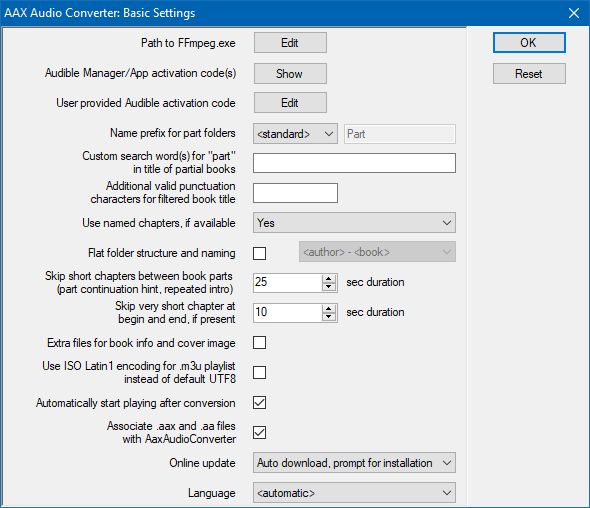 AAX Audio Converter: Basic Settings
Path to FFmpeg.exe Edit OK
Audible Manager/App activation code(s) Show Reset
User provided Audible activation code Edit
Name prefix for part folders <standard> Part
Custom search word(s) for "part"
in title of partial books
Additional valid punctuation
characters for filtered book title
Use named chapters, if available Yes
Flat folder structure and naming <author> - <book>
Skip short chapters between book parts
(part continuation hint, repeated intro) 25 sec duration
Skip very short chapter at
begin and end, if present 10 sec duration
Extra files for book info and cover image
Use ISO Latin1 encoding for .m3u playlist
instead of default UTF8
Automatically start playing after conversion
Associate .aax and .aa files
with AaxAudioConverter
Online update Auto download, prompt for installation
Language <automatic>